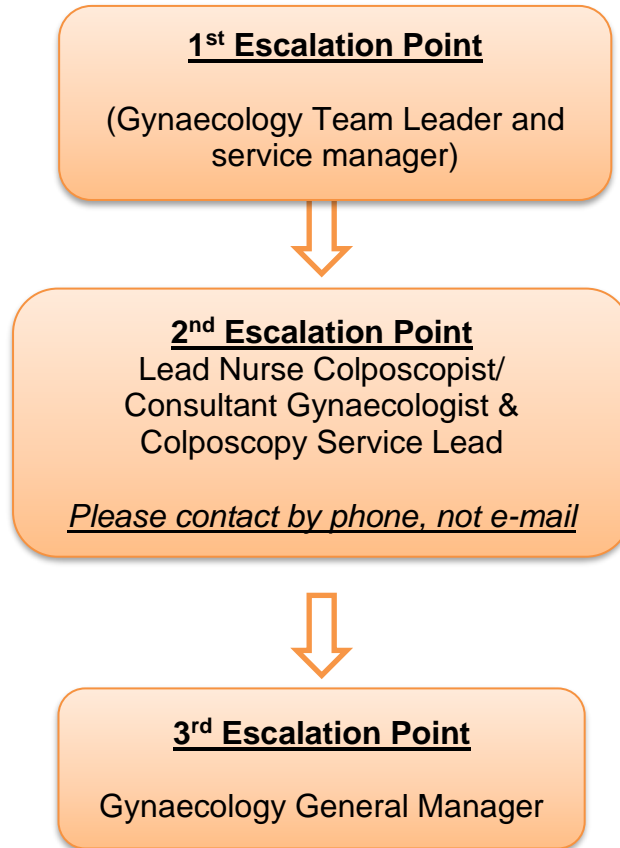 1st Escalation Point
(Gynaecology Team Leader and
service manager)
2nd Escalation Point
Lead Nurse Colposcopist/
Consultant Gynaecologist &
Colposcopy Service Lead
Please contact by phone, not e-mail
3rd Escalation Point
Gynaecology General Manager